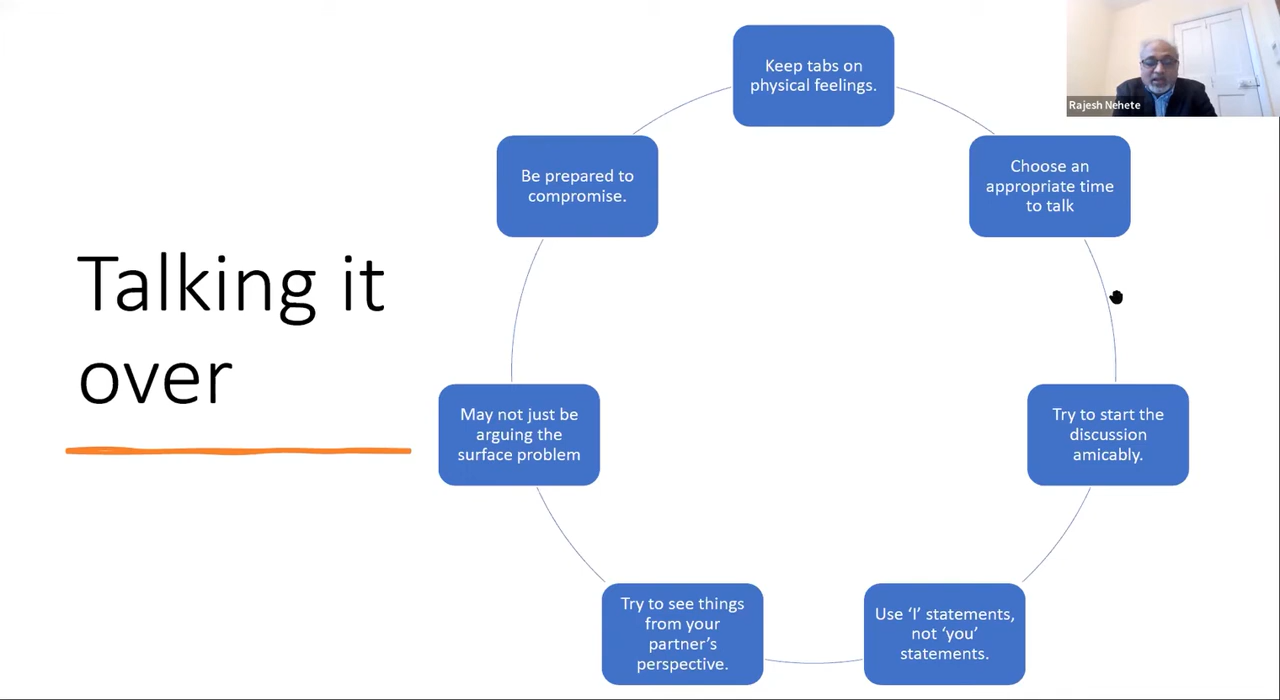 Talking it
over
Keep tabs on
physical feelings.
Choose an
appropriate time
to talk
Try to start the
discussion
amicably.
Use ‘I’ statements,
not ‘you’
statements.
Try to see things
from your
partner’s
perspective.
May not just be
arguing the
surface problem
Be prepared to
compromise.
Rajesh Nehete